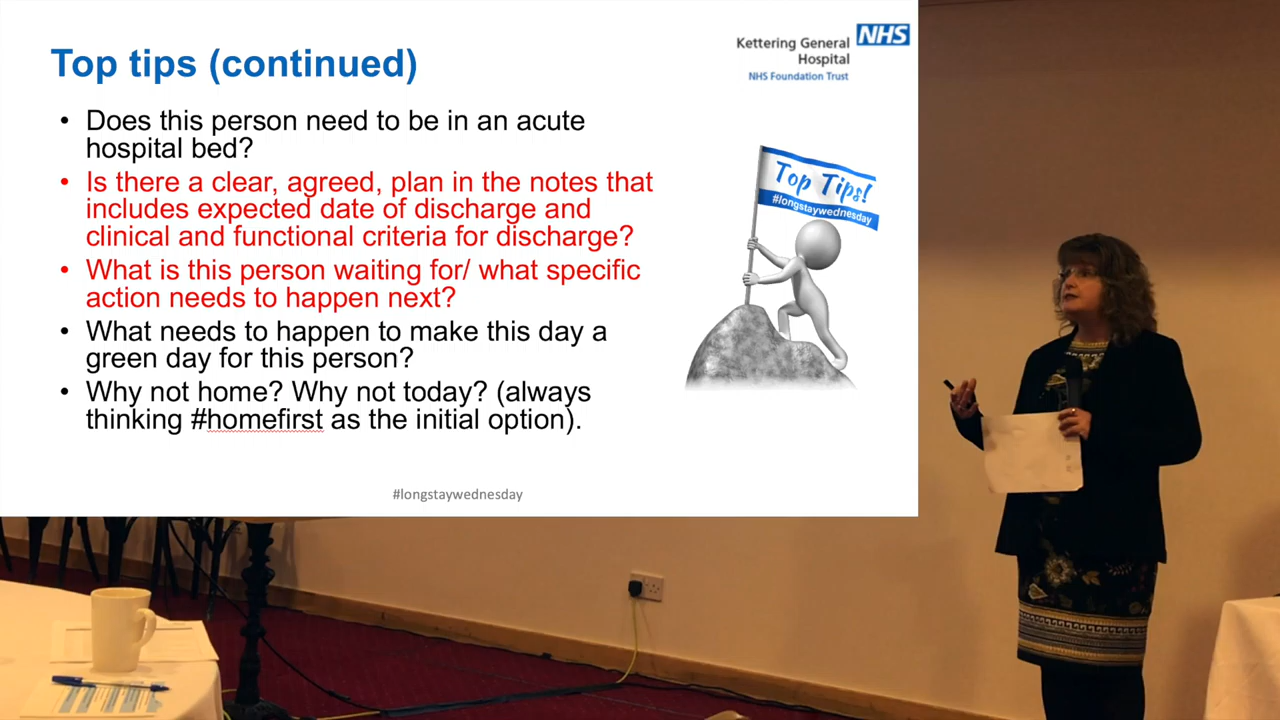 Top tips (continued)
Kettering General
Hospital
NHS
NHS Foundation Trust
• Does this person need to be in an acute
hospital bed?
• Is there a clear, agreed, plan in the notes that
includes expected date of discharge and
clinical and functional criteria for discharge?
• What is this person waiting for/ what specific
action needs to happen next?
• What needs to happen to make this day a
green day for this person?
• Why not home? Why not today? (always
thinking #homefirst as the initial option).
Top Tips!
#longstaywednesday
#longstaywednesday